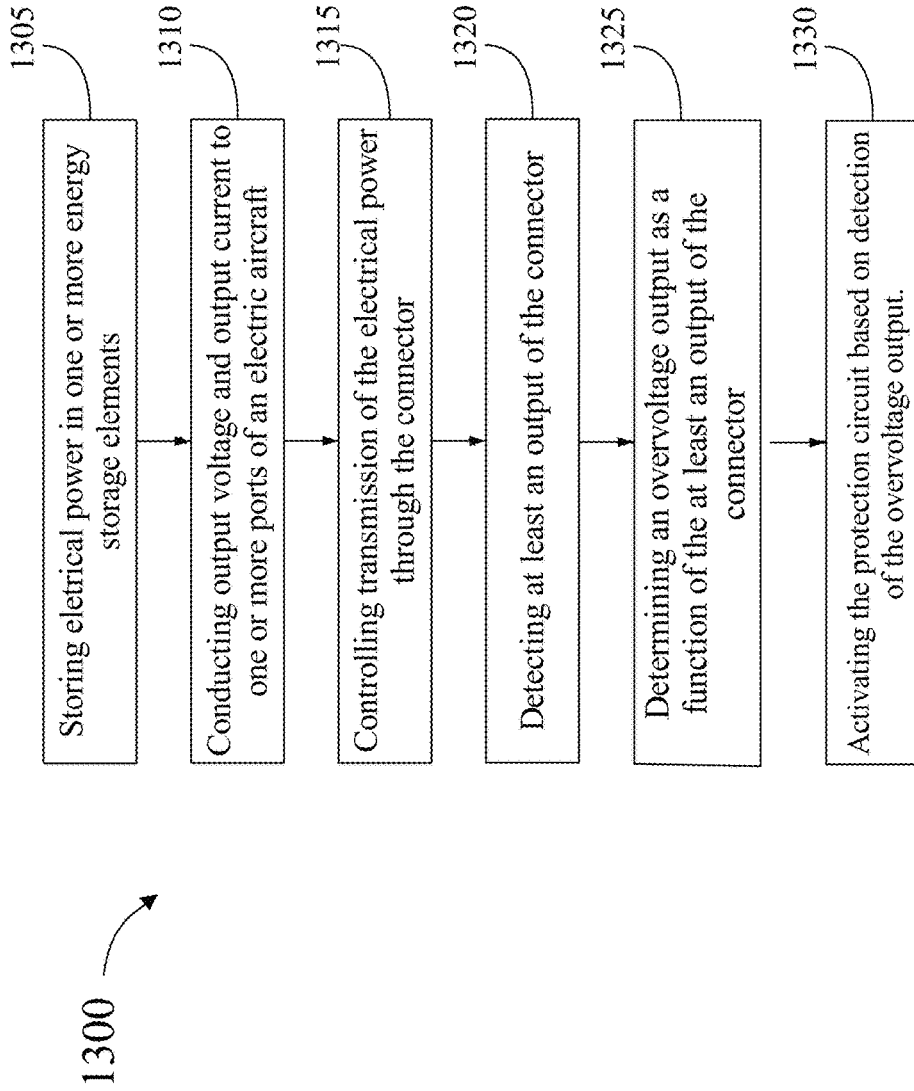 1300
Storing eletrical power in one or more energy
storage elements
1305
Conducting output voltage and output current to
one or more ports of an electric aircraft
1310
Controlling transmission of the electrical power
through the connector
1315
Detecting at least an output of the connector
1320
Determining an overvoltage output as a
function of the at least an output of the
connector
1325
Activating the protection circuit based on detection
of the overvoltage output.
1330